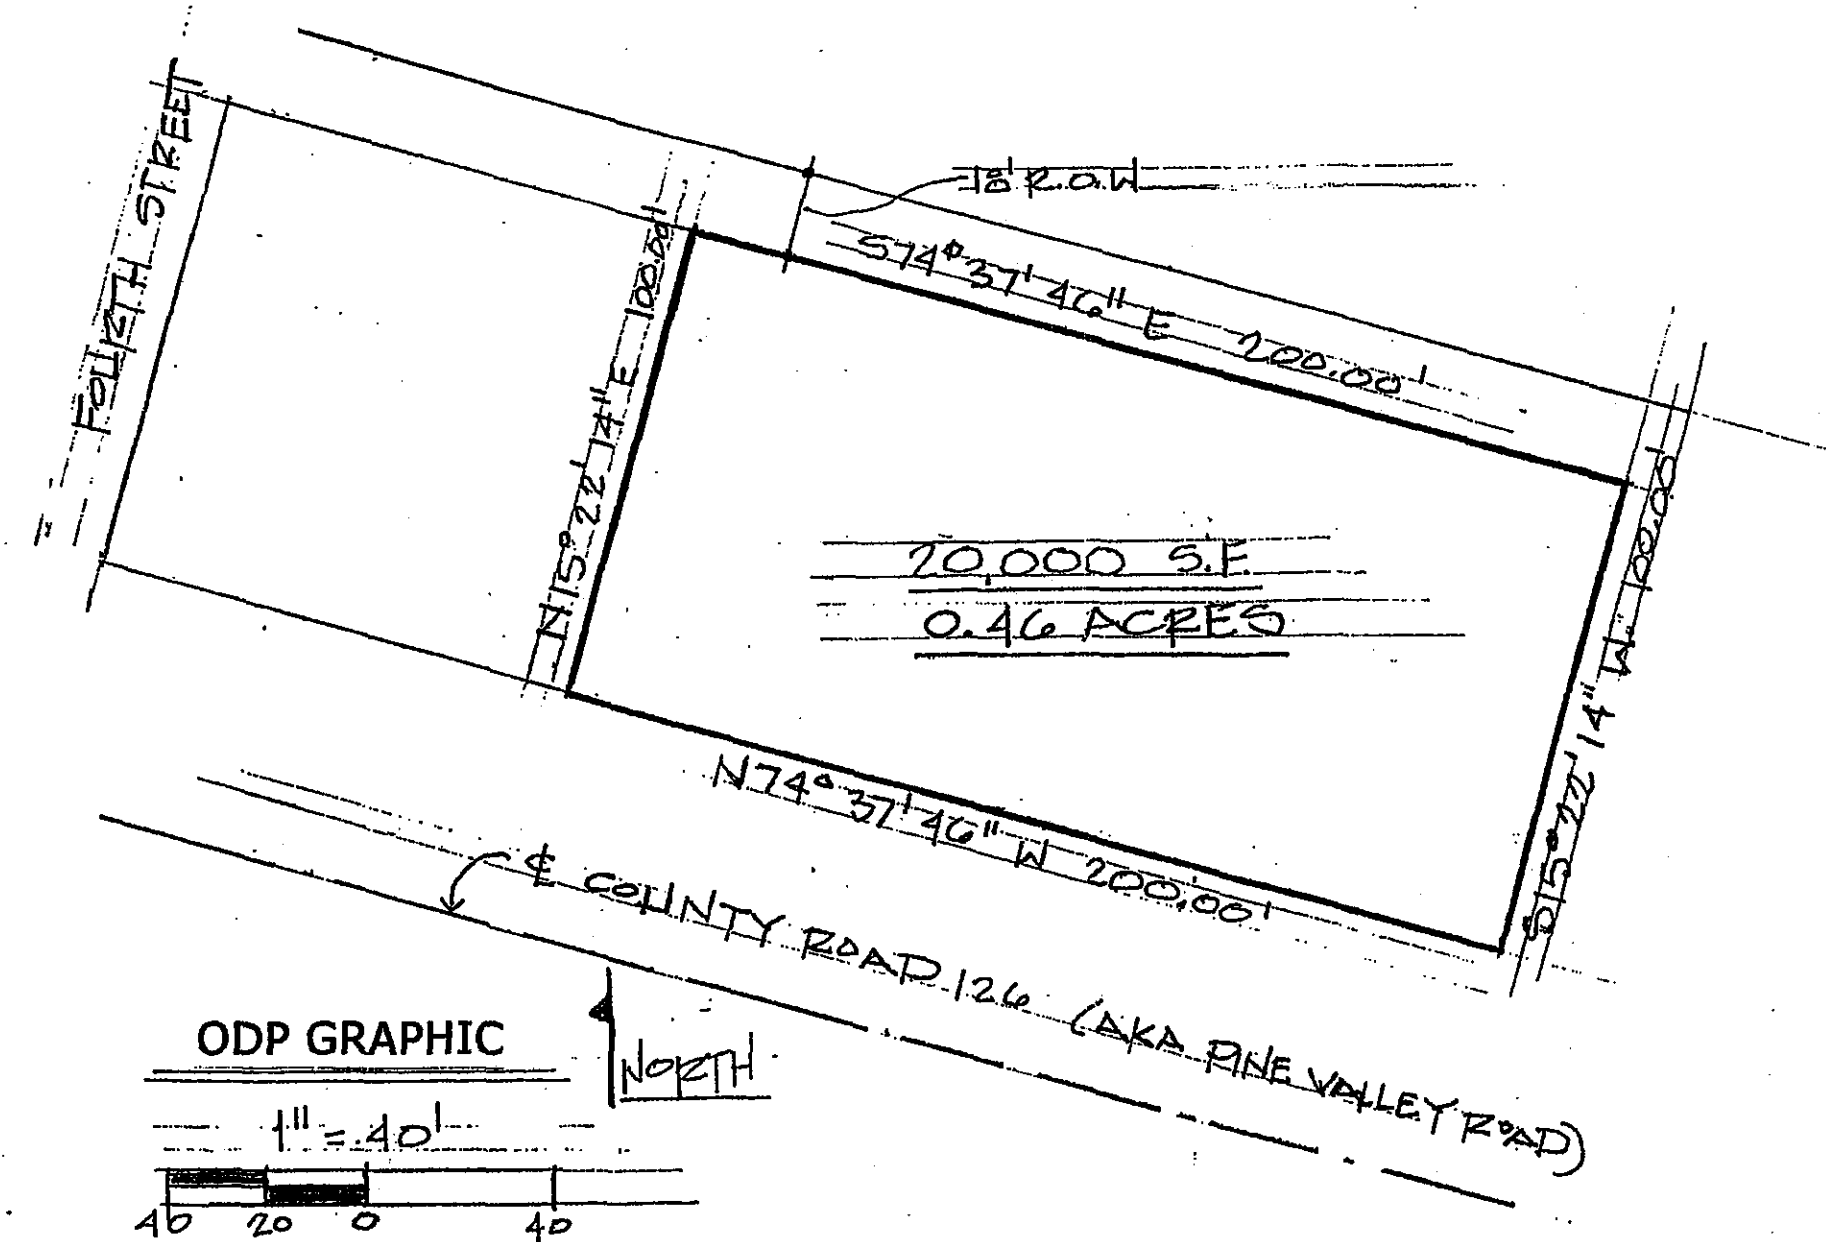 FOURTH STREET
18' R.O.W.
S74° 37' 46" E 200.00'
N15° 22' 14" E 100.00'
20,000 S.F.
0.46 ACRES
S15° 22' 14" W 100.00
N74° 37' 46" W 200.00'
℄ COUNTY ROAD 126 (AKA PINE VALLEY ROAD)
ODP GRAPHIC
NORTH
1" = 40'
40 20 0 40